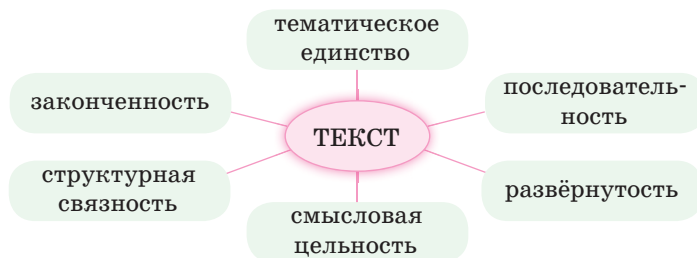 тематическое
единство
законченность
последователь-
ность
ТЕКСТ
структурная
связность
развёрнутость
смысловая
цельность